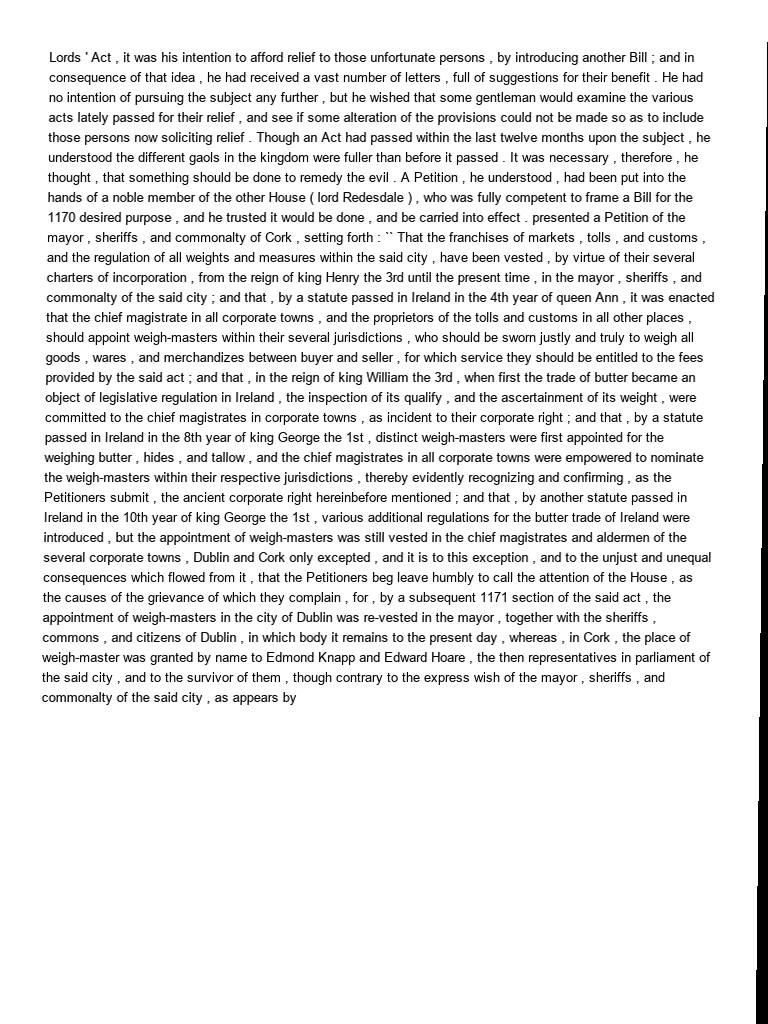 Lords ' Act , it was his intention to afford relief to those unfortunate persons , by introducing another Bill ; and in
consequence of that idea , he had received a vast number of letters , full of suggestions for their benefit . He had
no intention of pursuing the subject any further , but he wished that some gentleman would examine the various
acts lately passed for their relief , and see if some alteration of the provisions could not be made so as to include
those persons now soliciting relief . Though an Act had passed within the last twelve months upon the subject , he
understood the different gaols in the kingdom were fuller than before it passed . It was necessary , therefore , he
thought , that something should be done to remedy the evil . A Petition , he understood , had been put into the
hands of a noble member of the other House ( lord Redesdale ) , who was fully competent to frame a Bill for the
1170 desired purpose , and he trusted it would be done , and be carried into effect . presented a Petition of the
mayor , sheriffs , and commonalty of Cork , setting forth : `` That the franchises of markets , tolls , and customs ,
and the regulation of all weights and measures within the said city , have been vested , by virtue of their several
charters of incorporation , from the reign of king Henry the 3rd until the present time , in the mayor , sheriffs , and
commonalty of the said city ; and that , by a statute passed in Ireland in the 4th year of queen Ann , it was enacted
that the chief magistrate in all corporate towns , and the proprietors of the tolls and customs in all other places ,
should appoint weigh-masters within their several jurisdictions , who should be sworn justly and truly to weigh all
goods , wares , and merchandizes between buyer and seller , for which service they should be entitled to the fees
provided by the said act ; and that , in the reign of king William the 3rd , when first the trade of butter became an
object of legislative regulation in Ireland , the inspection of its qualify , and the ascertainment of its weight , were
committed to the chief magistrates in corporate towns , as incident to their corporate right ; and that , by a statute
passed in Ireland in the 8th year of king George the 1st , distinct weigh-masters were first appointed for the
weighing butter , hides , and tallow , and the chief magistrates in all corporate towns were empowered to nominate
the weigh-masters within their respective jurisdictions , thereby evidently recognizing and confirming , as the
Petitioners submit , the ancient corporate right hereinbefore mentioned ; and that , by another statute passed in
Ireland in the 10th year of king George the 1st , various additional regulations for the butter trade of Ireland were
introduced , but the appointment of weigh-masters was still vested in the chief magistrates and aldermen of the
several corporate towns , Dublin and Cork only excepted , and it is to this exception , and to the unjust and unequal
consequences which flowed from it , that the Petitioners beg leave humbly to call the attention of the House , as
the causes of the grievance of which they complain , for , by a subsequent 1171 section of the said act , the
appointment of weigh-masters in the city of Dublin was re-vested in the mayor , together with the sheriffs ,
commons , and citizens of Dublin , in which body it remains to the present day , whereas , in Cork , the place of
weigh-master was granted by name to Edmond Knapp and Edward Hoare , the then representatives in parliament of
the said city , and to the survivor of them , though contrary to the express wish of the mayor , sheriffs , and
commonalty of the said city , as appears by